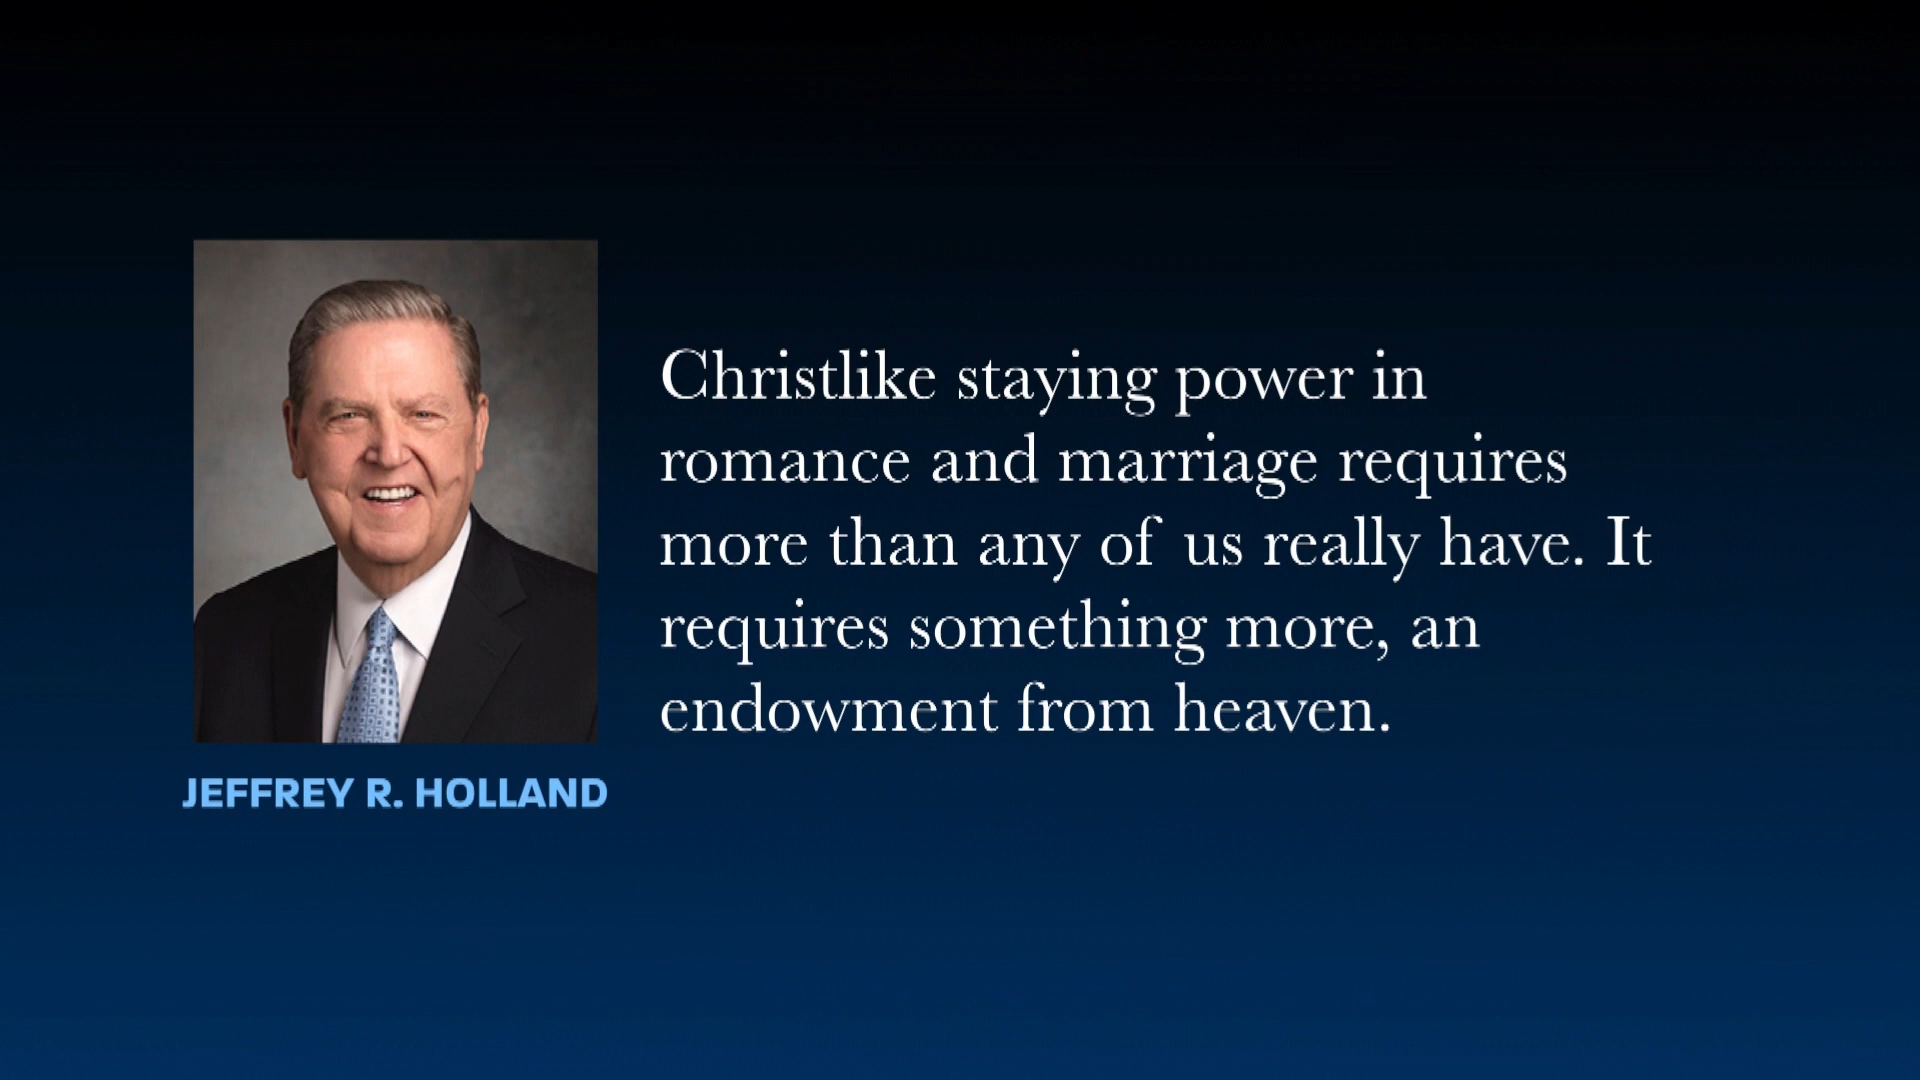 Christlike staying power in
romance and marriage requires
more than any of us really have. It
requires something more, an
endowment from heaven.
JEFFREY R. HOLLAND